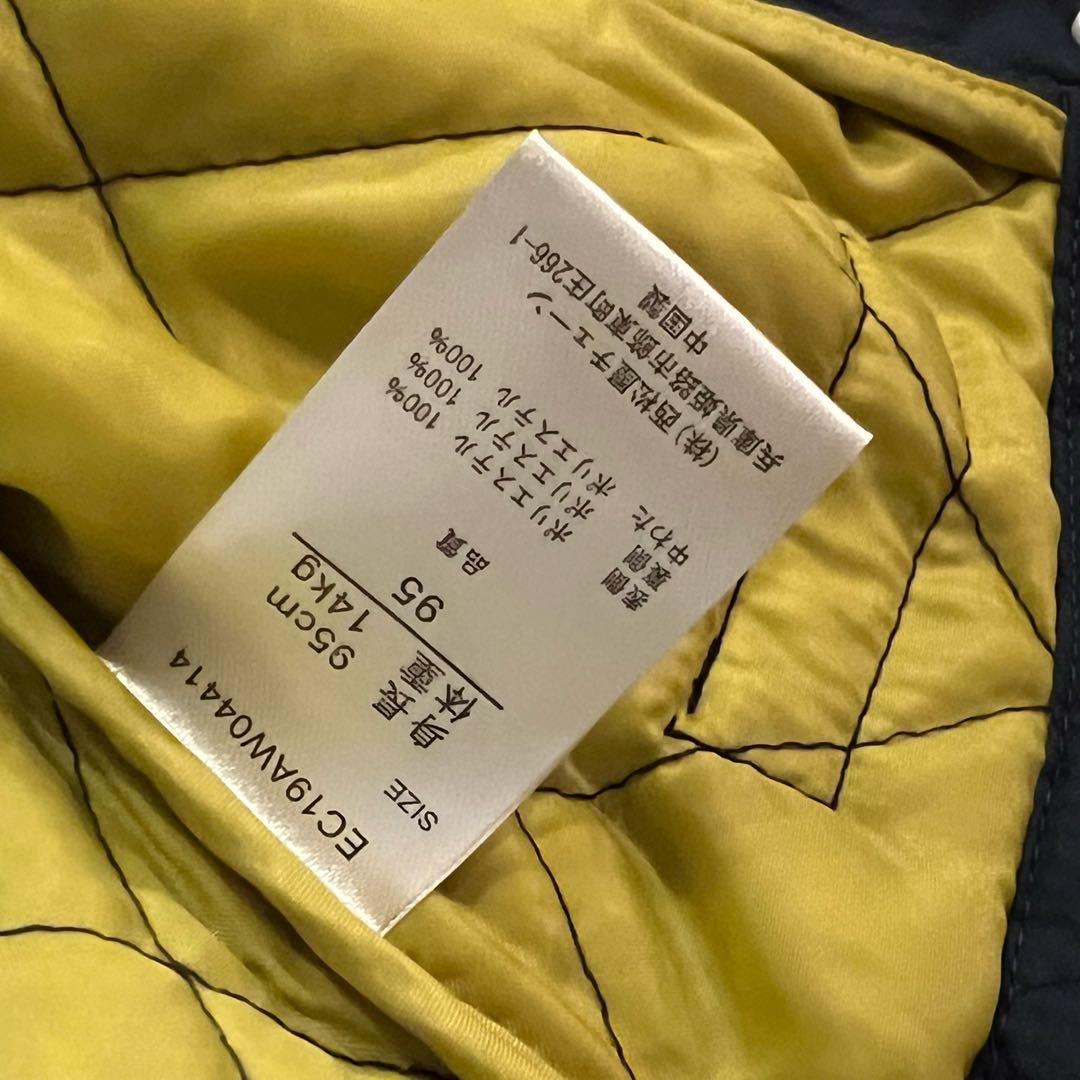 EC19AW04414
SIZE
身長 95cm
体重 14kg
95
品質
表側 ポリエステル 100%
裏側 ポリエステル 100%
中わた ポリエステル 100%
(株)西松屋チェーン
兵庫県姫路市飾東町庄266-1
中国製